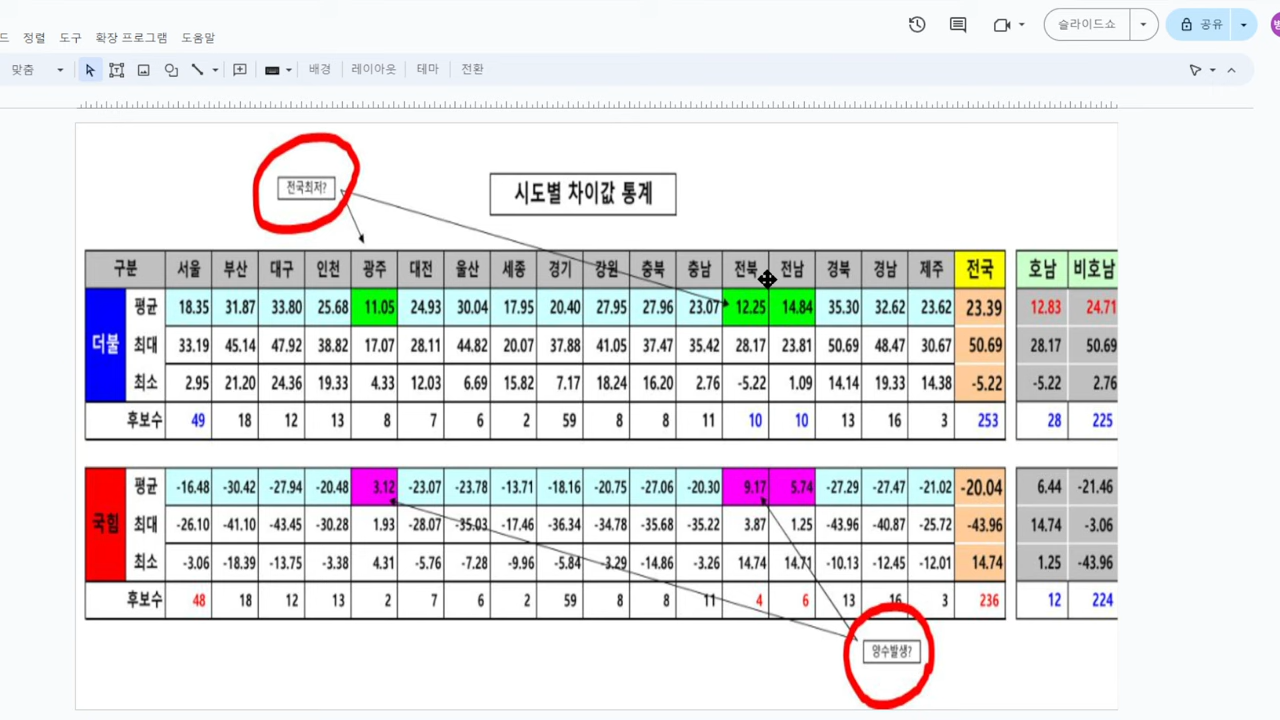 정렬 도구 확장 프로그램 도움말 슬라이드쇼 공유
맞춤 배경 레이아웃 테마 전환
전국최저?
시도별 차이값 통계
구분 서울 부산 대구 인천 광주 대전 울산 세종 경기 강원 충북 충남 전북 전남 경북 경남 제주 전국 호남 비호남
더불
평균 18.35 31.87 33.80 25.68 11.05 24.93 30.04 17.95 20.40 27.95 27.96 23.07 12.25 14.84 35.30 32.62 23.62 23.39 12.83 24.71
최대 33.19 45.14 47.92 38.82 17.07 28.11 44.82 20.07 37.88 41.05 37.47 35.42 28.17 23.81 50.69 48.47 30.67 50.69 28.17 50.69
최소 2.95 21.20 24.36 19.33 4.33 12.03 6.69 15.82 7.17 18.24 16.20 2.76 -5.22 1.09 14.14 19.33 14.38 -5.22 -5.22 2.76
후보수 49 18 12 13 8 7 6 2 59 8 8 11 10 10 13 16 3 253 28 225
국힘
평균 -16.48 -30.42 -27.94 -20.48 3.12 -23.07 -23.78 -13.71 -18.16 -20.75 -27.06 -20.30 9.17 5.74 -27.29 -27.47 -21.02 -20.04 6.44 -21.46
최대 -26.10 -41.10 -43.45 -30.28 1.93 -28.07 -35.03 -17.46 -36.34 -34.78 -35.68 -35.22 3.87 1.25 -43.96 -40.87 -25.72 -43.96 14.74 -3.06
최소 -3.06 -18.39 -13.75 -3.38 4.31 -5.76 -7.28 -9.96 -5.84 -3.29 -14.86 -3.26 14.74 14.71 -10.13 -12.45 -12.01 14.74 1.25 -43.96
후보수 48 18 12 13 2 7 6 2 59 8 8 11 4 6 13 16 3 236 12 224
양수발생?